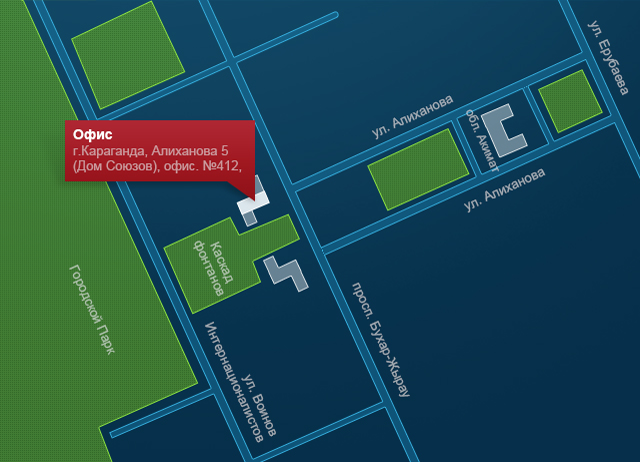 ул. Ерубаева
ул. Алиханова
обл. Акимат
Офис
г.Караганда, Алиханова 5
(Дом Союзов), офис. №412,
ул. Алиханова
Каскад
фонтанов
Городской Парк
просп. Бухар-Жырау
ул. Воинов
Интернационалистов